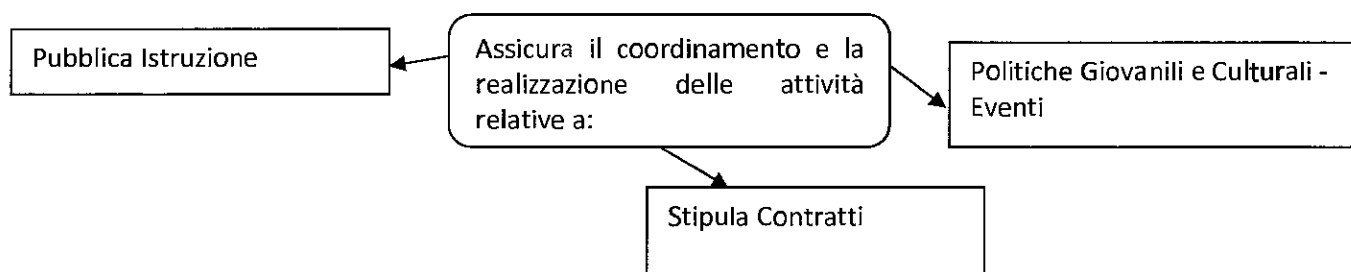 Pubblica Istruzione
Assicura il coordinamento e la
realizzazione delle attività
relative a:
Politiche Giovanili e Culturali -
Eventi
Stipula Contratti